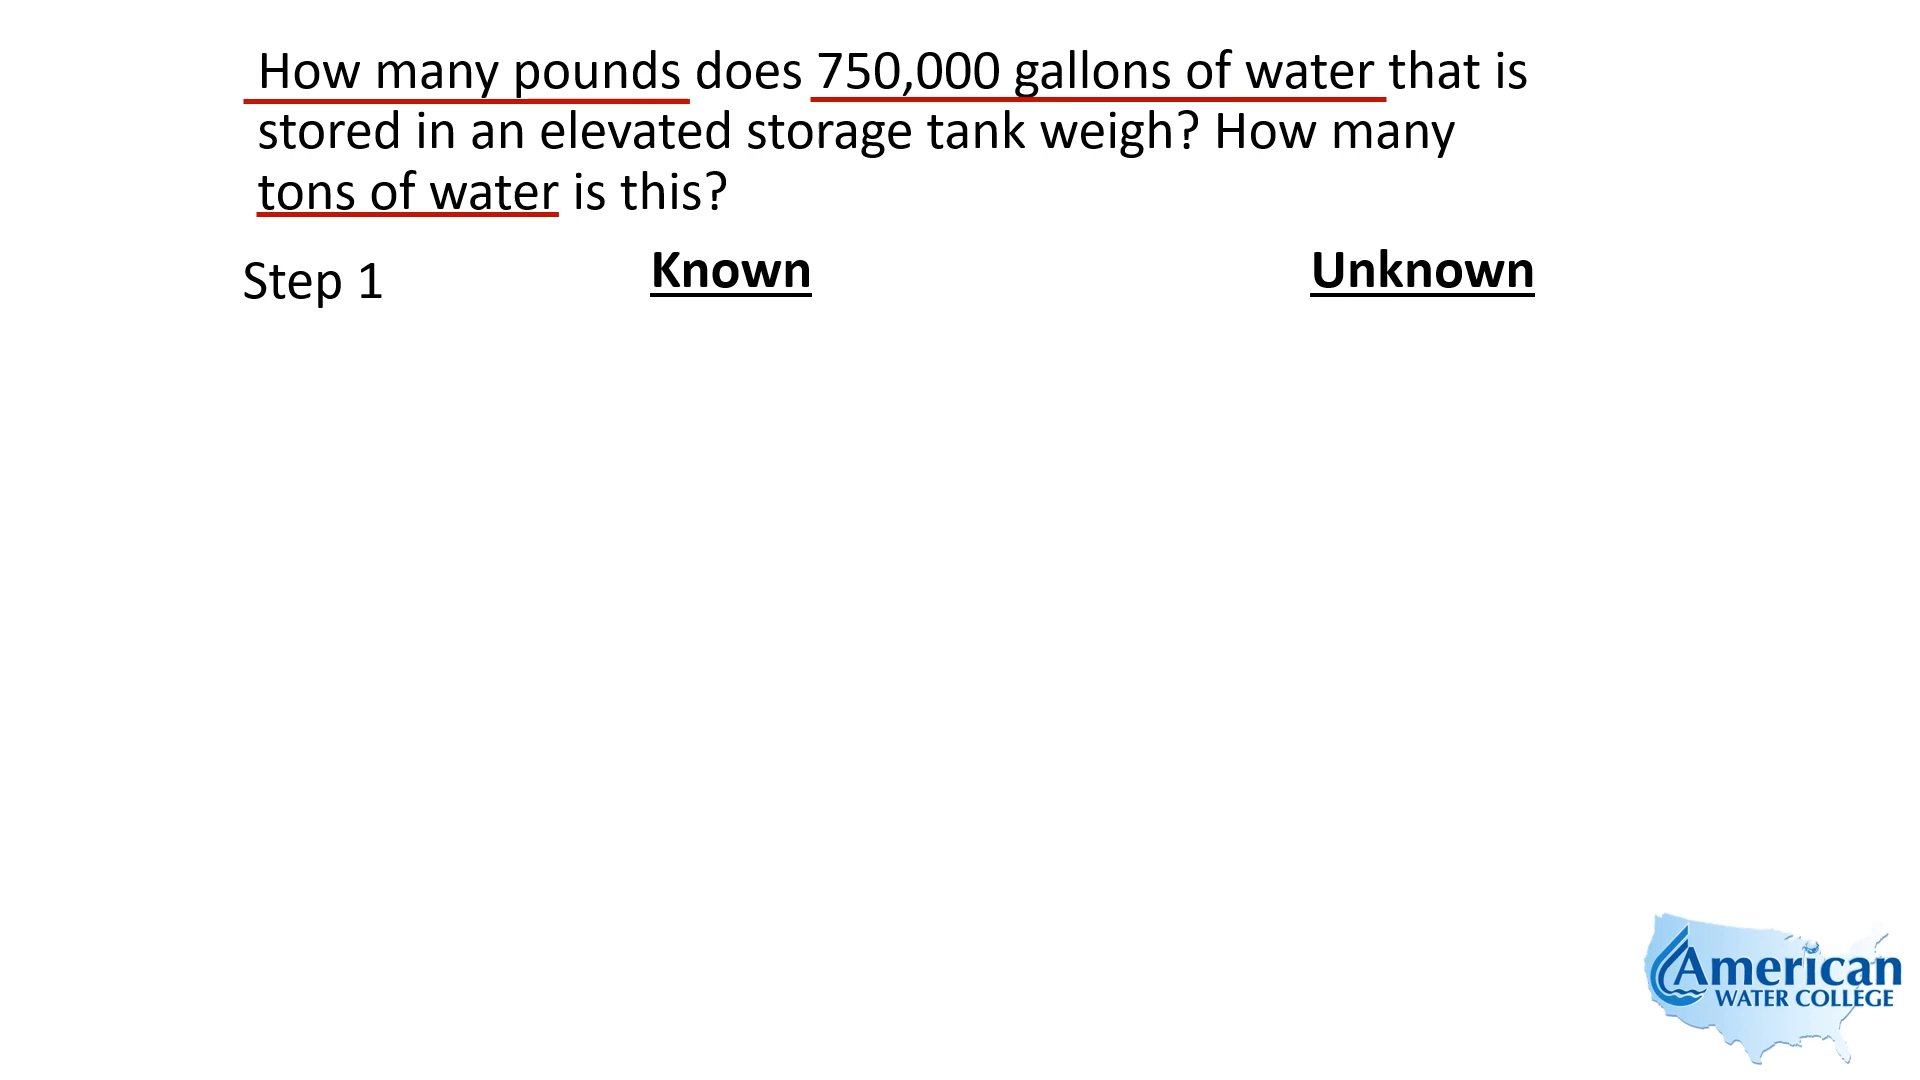 How many pounds does 750,000 gallons of water that is
stored in an elevated storage tank weigh? How many
tons of water is this?
Step 1
Known
Unknown
American
WATER COLLEGE